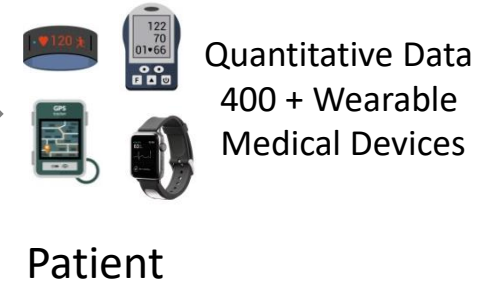 120
122
70
01♥66
F
GPS
Quantitative Data
400 + Wearable
Medical Devices
Patient